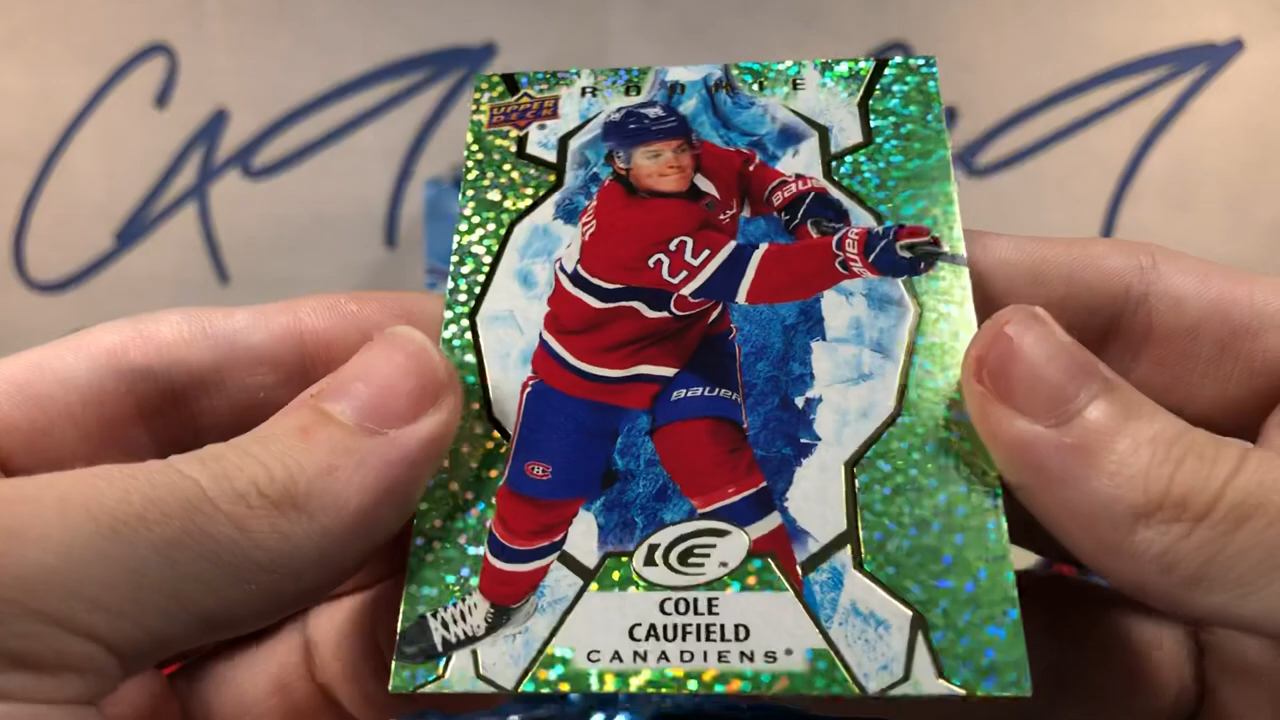 ROOKIE
UPPER
DECK
BAUER
BAUER
22
BAUER
ICE
COLE
CAUFIELD
CANADIENS®